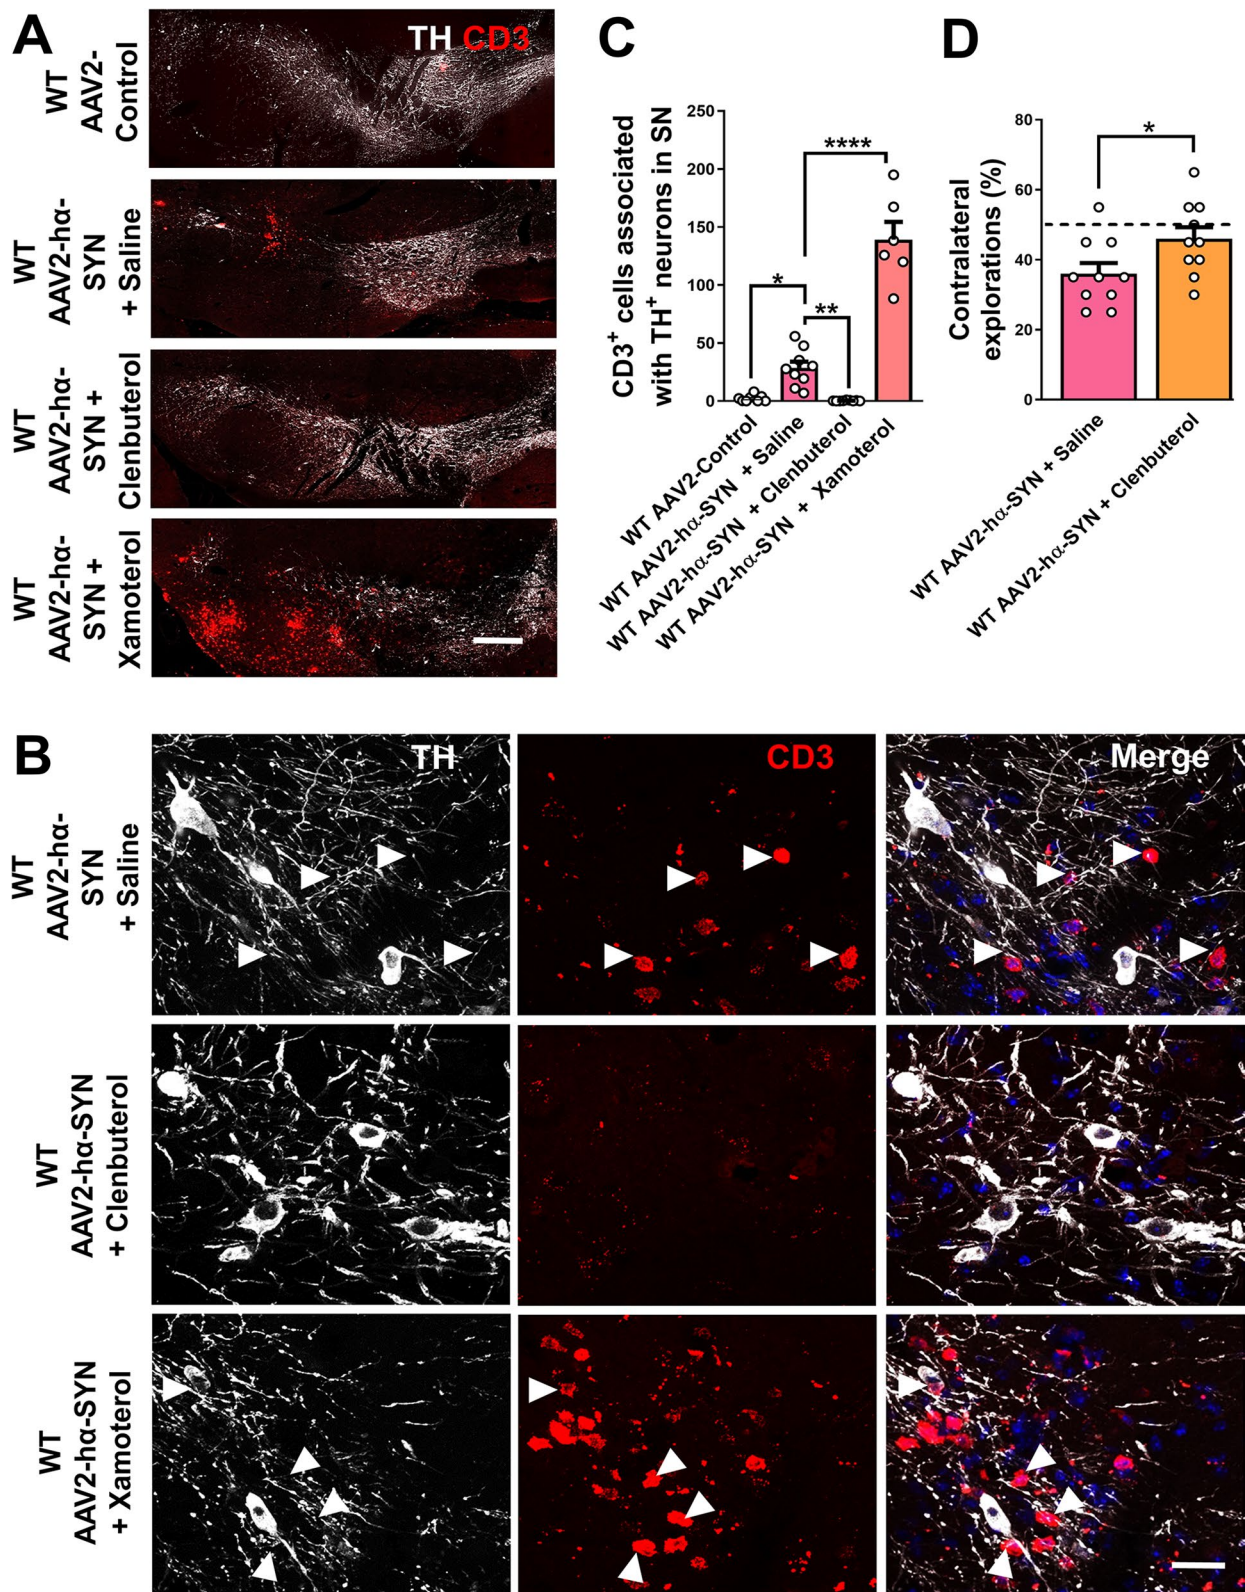 A
WT
AAV2-
Control
TH CD3
WT
AAV2-hα-
SYN
+ Saline
WT
AAV2-hα-
SYN +
Clenbuterol
WT
AAV2-hα-
SYN +
Xamoterol
C
CD3+ cells associated
with TH+ neurons in SN
250
200
150
100
50
0
*
**
****
WT AAV2-Control
WT AAV2-hα-SYN + Saline
WT AAV2-hα-SYN + Clenbuterol
WT AAV2-hα-SYN + Xamoterol
D
Contralateral
explorations (%)
80
60
40
20
0
*
WT AAV2-hα-SYN + Saline
WT AAV2-hα-SYN + Clenbuterol
B
TH
CD3
Merge
WT
AAV2-hα-
SYN
+ Saline
WT
AAV2-hα-SYN
+ Clenbuterol
WT
AAV2-hα-SYN
+ Xamoterol